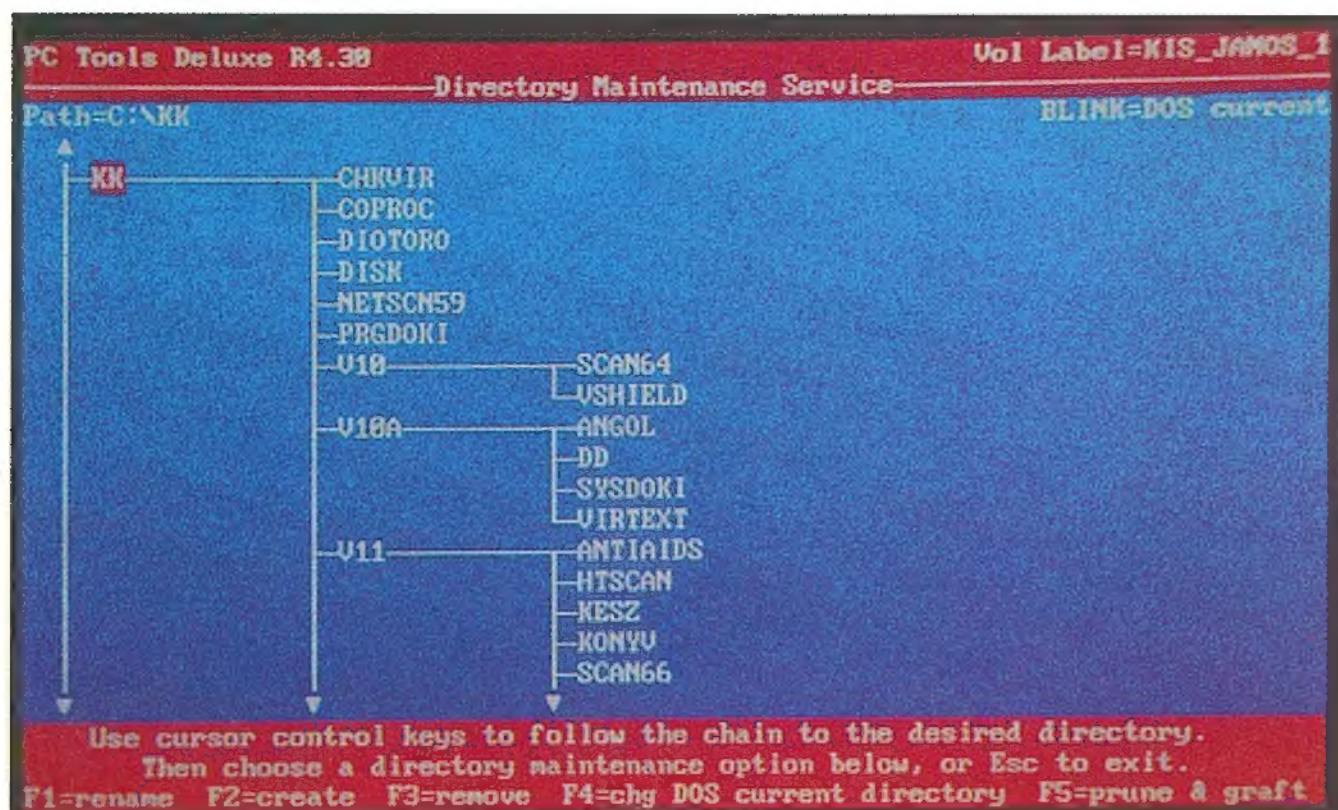 PC Tools Deluxe R4.30 Vol Label=KIS_JAMOS_1
Directory Maintenance Service
Path=C:\KK BLINK=DOS current
KK CHKVIR
COPROC
DIOTORO
DISK
NETSCN59
PRGDOKI
V10 SCAN64
VSHIELD
V10A ANGOL
DD
SYSDOKI
VIRTEXT
V11 ANTIAIDS
HTSCAN
KESZ
KONYV
SCAN66
Use cursor control keys to follow the chain to the desired directory.
Then choose a directory maintenance option below, or Esc to exit.
F1=rename F2=create F3=remove F4=chg DOS current directory F5=prune & graft